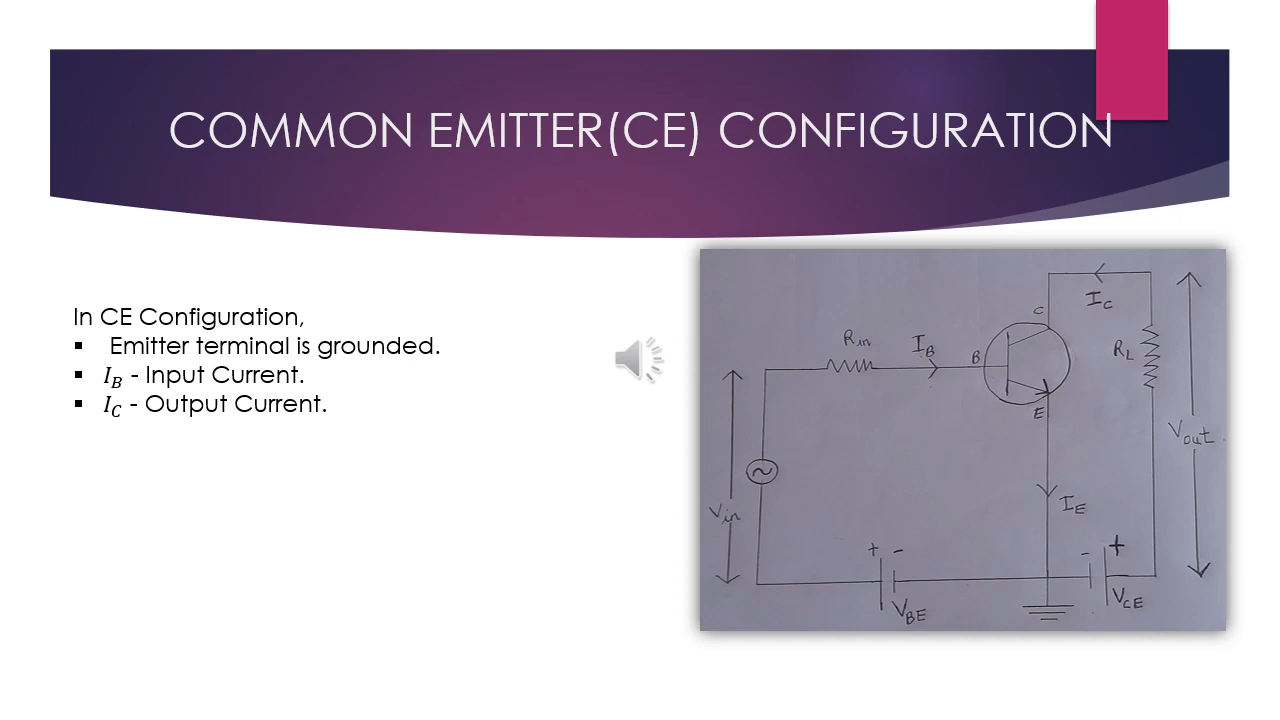 COMMON EMITTER(CE) CONFIGURATION
In CE Configuration,
▪ Emitter terminal is grounded.
▪ I_B - Input Current.
▪ I_C - Output Current.
C
I_C
R_in
I_B
B
R_L
E
V_out
I_E
V_in
+ -
V_BE
- +
V_CE